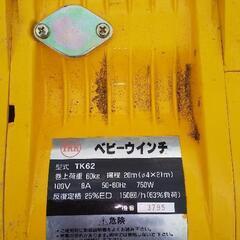 TKK ベビーウインチ
型式 TK62
巻上荷重 60kg 揚程 20m(φ4×21m)
100V 8A 50-60Hz 750W
反復定格 25%ED 150回/h(63%負荷)
3795
危険